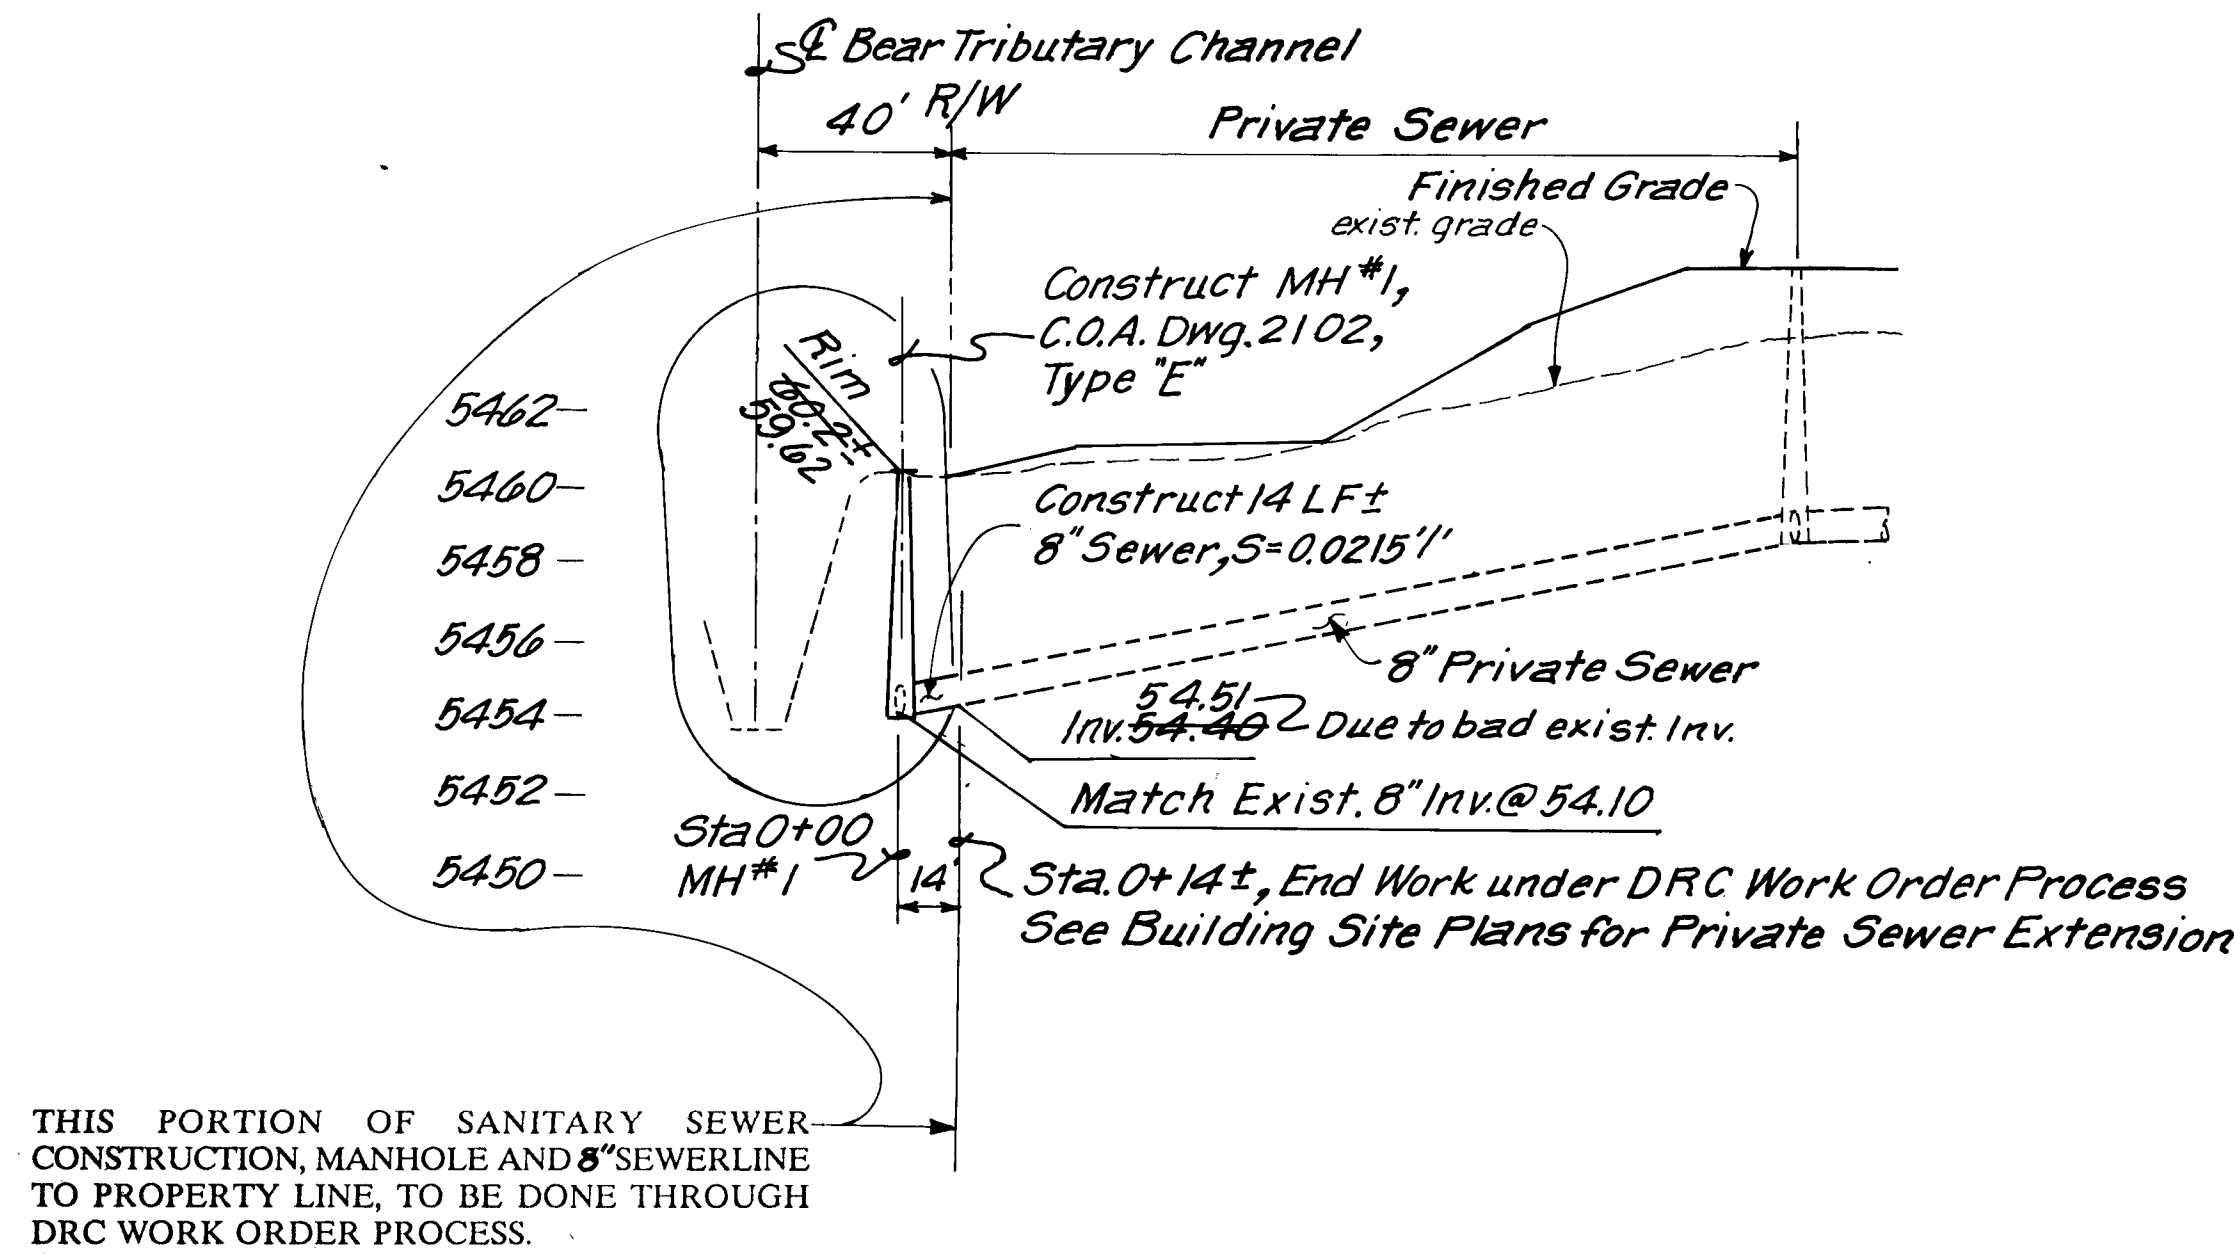 ℄ Bear Tributary Channel
40' R/W
Private Sewer
Finished Grade
exist. grade
Construct MH #1,
C.O.A. Dwg. 2102,
Type "E"
Rim
60.2±
59.62
5462
5460
5458
5456
5454
5452
5450
Construct 14 LF±
8" Sewer, S=0.0215'/'
8" Private Sewer
54.51
Inv. 54.40 Due to bad exist. Inv.
Match Exist. 8" Inv. @ 54.10
Sta 0+00
MH #1
14'
Sta. 0+14±, End Work under DRC Work Order Process
See Building Site Plans for Private Sewer Extension
THIS PORTION OF SANITARY SEWER
CONSTRUCTION, MANHOLE AND 8" SEWERLINE
TO PROPERTY LINE, TO BE DONE THROUGH
DRC WORK ORDER PROCESS.